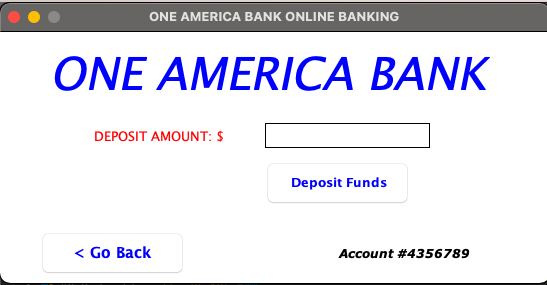 ONE AMERICA BANK ONLINE BANKING
ONE AMERICA BANK
DEPOSIT AMOUNT: $
Deposit Funds
< Go Back
Account #4356789